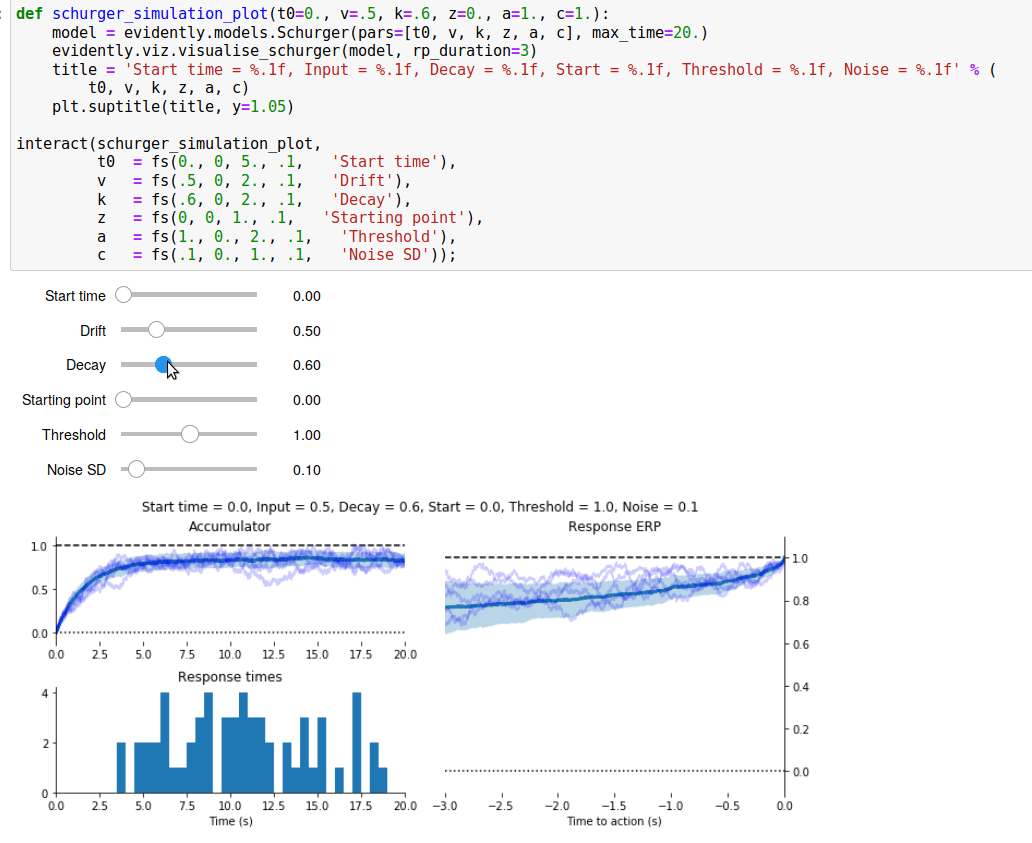 def schurger_simulation_plot(t0=0., v=.5, k=.6, z=0., a=1., c=1.):
    model = evidently.models.Schurger(pars=[t0, v, k, z, a, c], max_time=20.)
    evidently.viz.visualise_schurger(model, rp_duration=3)
    title = 'Start time = %.1f, Input = %.1f, Decay = %.1f, Start = %.1f, Threshold = %.1f, Noise = %.1f' % (
        t0, v, k, z, a, c)
    plt.suptitle(title, y=1.05)

interact(schurger_simulation_plot,
         t0  = fs(0., 0, 5., .1,   'Start time'),
         v   = fs(.5, 0, 2., .1,   'Drift'),
         k   = fs(.6, 0, 2., .1,   'Decay'),
         z   = fs(0, 0, 1., .1,   'Starting point'),
         a   = fs(1., 0., 2., .1,   'Threshold'),
         c   = fs(.1, 0., 1., .1,   'Noise SD'));
Start time 0.00
Drift 0.50
Decay 0.60
Starting point 0.00
Threshold 1.00
Noise SD 0.10
Start time = 0.0, Input = 0.5, Decay = 0.6, Start = 0.0, Threshold = 1.0, Noise = 0.1
Accumulator
1.0
0.5
0.0
0.0 2.5 5.0 7.5 10.0 12.5 15.0 17.5 20.0
Response times
4
2
0
0.0 2.5 5.0 7.5 10.0 12.5 15.0 17.5 20.0
Time (s)
Response ERP
1.0
0.8
0.6
0.4
0.2
0.0
−3.0 −2.5 −2.0 −1.5 −1.0 −0.5 0.0
Time to action (s)